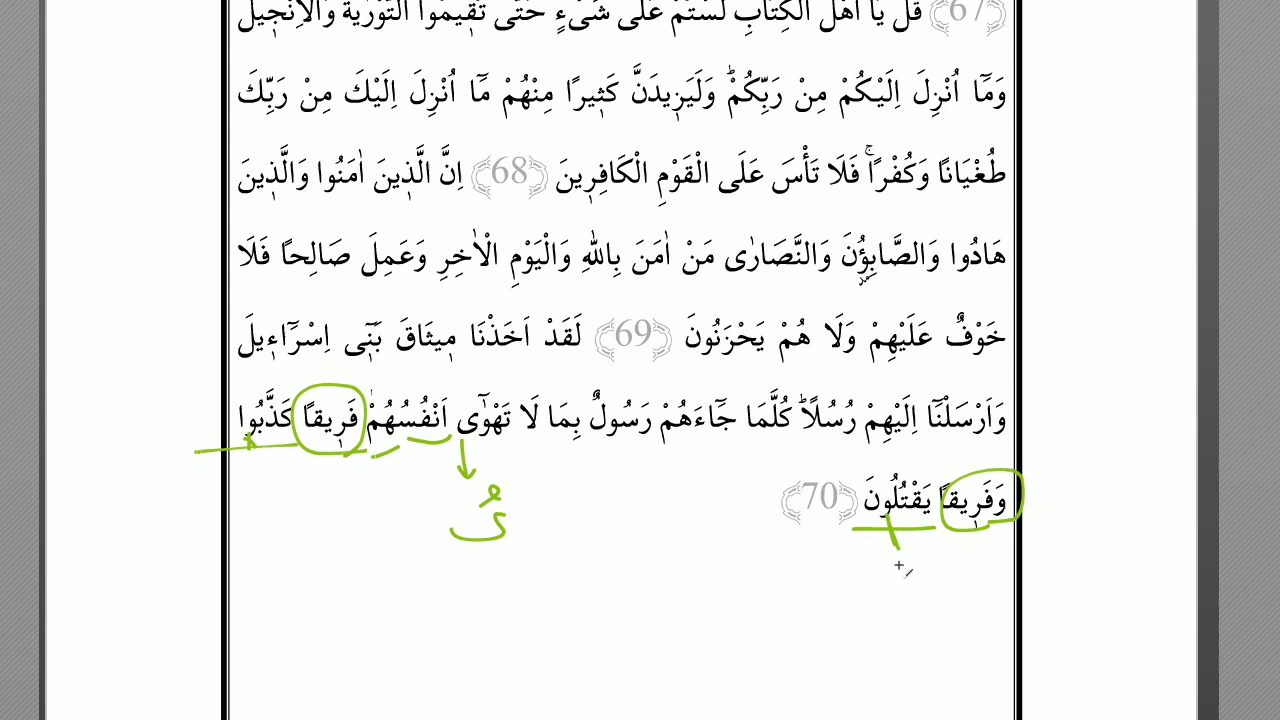 ﴿67﴾ قُلْ يَا اَهْلَ الْكِتَابِ لَسْتُمْ عَلٰى شَيْءٍ حَتّٰى تُقٖيمُوا التَّوْرٰيةَ وَالْاِنْجٖيلَ
وَمَٓا اُنْزِلَ اِلَيْكُمْ مِنْ رَبِّكُمْؕ وَلَيَزٖيدَنَّ كَثٖيرًا مِنْهُمْ مَٓا اُنْزِلَ اِلَيْكَ مِنْ رَبِّكَ
طُغْيَانًا وَكُفْرًاۚ فَلَا تَأْسَ عَلَى الْقَوْمِ الْكَافِرٖينَ ﴿68﴾ اِنَّ الَّذٖينَ اٰمَنُوا وَالَّذٖينَ
هَادُوا وَالصَّابِؤُ۫نَ وَالنَّصَارٰى مَنْ اٰمَنَ بِاللّٰهِ وَالْيَوْمِ الْاٰخِرِ وَعَمِلَ صَالِحًا فَلَا
خَوْفٌ عَلَيْهِمْ وَلَا هُمْ يَحْزَنُونَ ﴿69﴾ لَقَدْ اَخَذْنَا مٖيثَاقَ بَنٖٓى اِسْرَٓاءٖيلَ
وَاَرْسَلْنَٓا اِلَيْهِمْ رُسُلًاؕ كُلَّمَا جَٓاءَهُمْ رَسُولٌ بِمَا لَا تَهْوٰٓى اَنْفُسُهُمْۙ فَرٖيقًا كَذَّبُوا
وَفَرٖيقًا يَقْتُلُونَ ﴿70﴾
ىُ